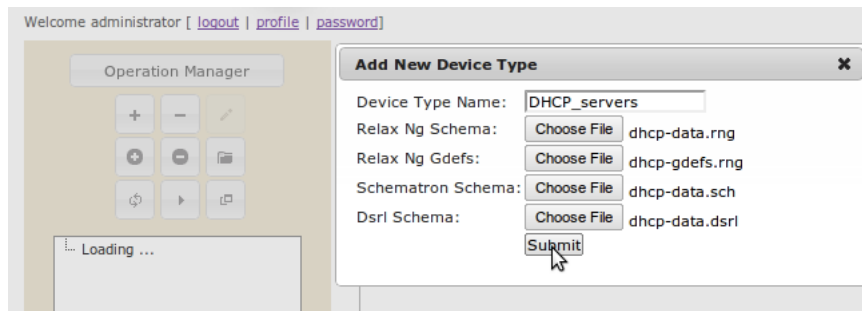 Welcome administrator [ logout | profile | password]
Operation Manager
Add New Device Type
Device Type Name: DHCP_servers
Relax Ng Schema: Choose File dhcp-data.rng
Relax Ng Gdefs: Choose File dhcp-gdefs.rng
Schematron Schema: Choose File dhcp-data.sch
Dsrl Schema: Choose File dhcp-data.dsrl
Submit
Loading ...